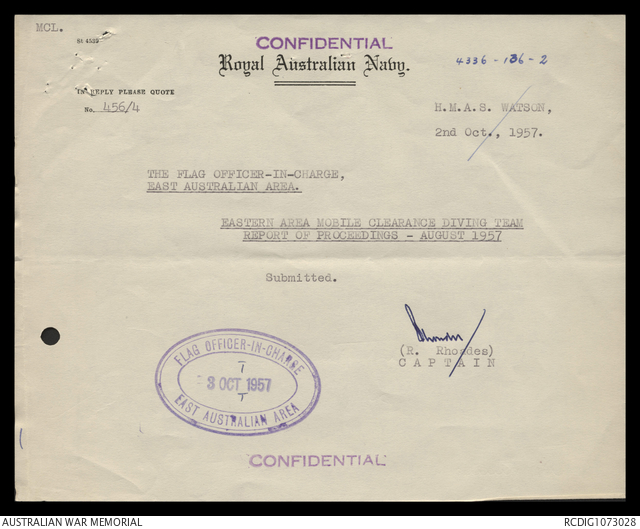 MCL.
CONFIDENTIAL
Royal Australian Navy.
4336-136-2
IN REPLY PLEASE QUOTE
No. 456/4
H.M.A.S. WATSON,
2nd Oct., 1957.
THE FLAG OFFICER-IN-CHARGE,
EAST AUSTRALIAN AREA.
EASTERN AREA MOBILE CLEARANCE DIVING TEAM
REPORT OF PROCEEDINGS - AUGUST 1957
Submitted.
(R. Rhoades)
CAPTAIN
FLAG OFFICER-IN-CHARGE
3 OCT 1957
EAST AUSTRALIAN AREA
CONFIDENTIAL
AUSTRALIAN WAR MEMORIAL
RCDIG1073028